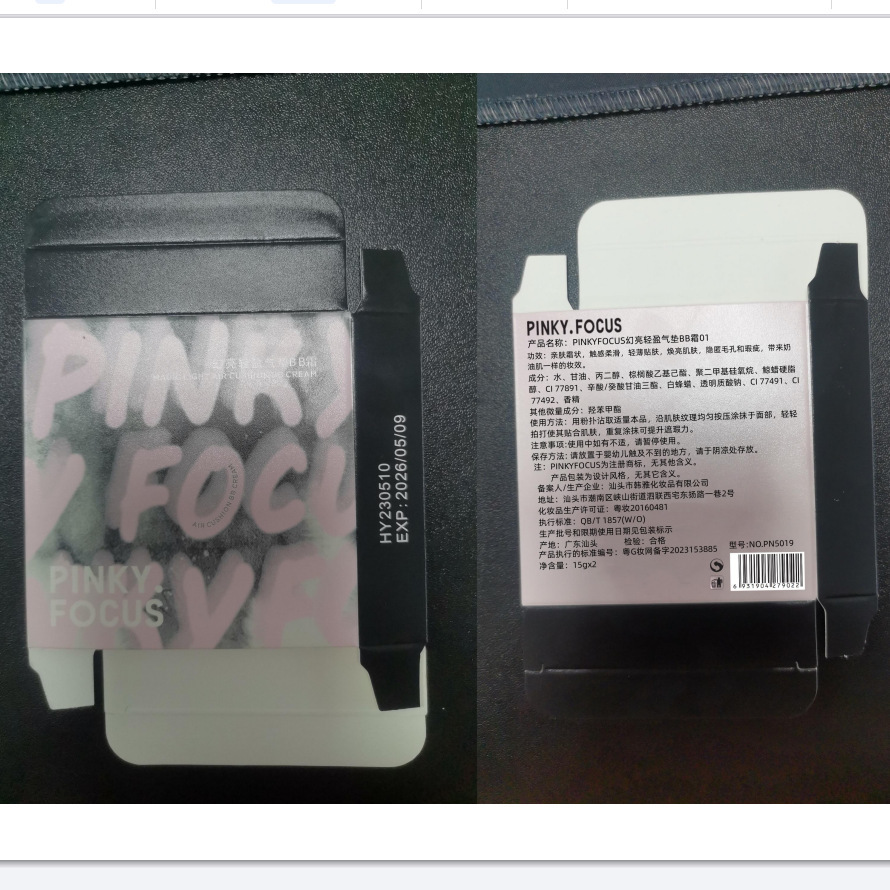 PINKY.
FOCUS
AIR CUSHION BB CREAM
HY230510
EXP:2026/05/09
PINKY.FOCUS
产品名称：PINKYFOCUS幻亮轻盈气垫BB霜01
功效：亲肤霜状，触感柔滑，轻薄贴肤，焕亮肌肤，隐匿毛孔和瑕疵，带来奶
油肌一样的妆效。
成分：水、甘油、丙二醇、棕榈酸乙基己酯、聚二甲基硅氧烷、鲸蜡硬脂
醇、CI 77891、辛酸/癸酸甘油三酯、白蜂蜡、透明质酸钠、CI 77491、CI
77492、香精
其他微量成分：羟苯甲酯
使用方法：用粉扑沾取适量本品，沿肌肤纹理均匀按压涂抹于面部，轻轻
拍打使其贴合肌肤，重复涂抹可提升遮瑕力。
注意事项:使用中如有不适，请暂停使用。
保存方法:请放置于婴幼儿触及不到的地方，请于阴凉处存放。
注：PINKYFOCUS为注册商标，无其他含义。
产品包装为设计风格，无其它含义。
备案人/生产企业：汕头市韩雅化妆品有限公司
地址：汕头市潮南区峡山街道泗联西宅东扬路一巷2号
化妆品生产许可证：粤妆20160481
执行标准：QB/T 1857(W/O)
生产批号和限期使用日期见包装标示
产地：广东汕头 检验：合格
产品执行的标准编号：粤G妆网备字2023153885 型号:NO.PN5019
净含量：15gx2
6 931904 279022